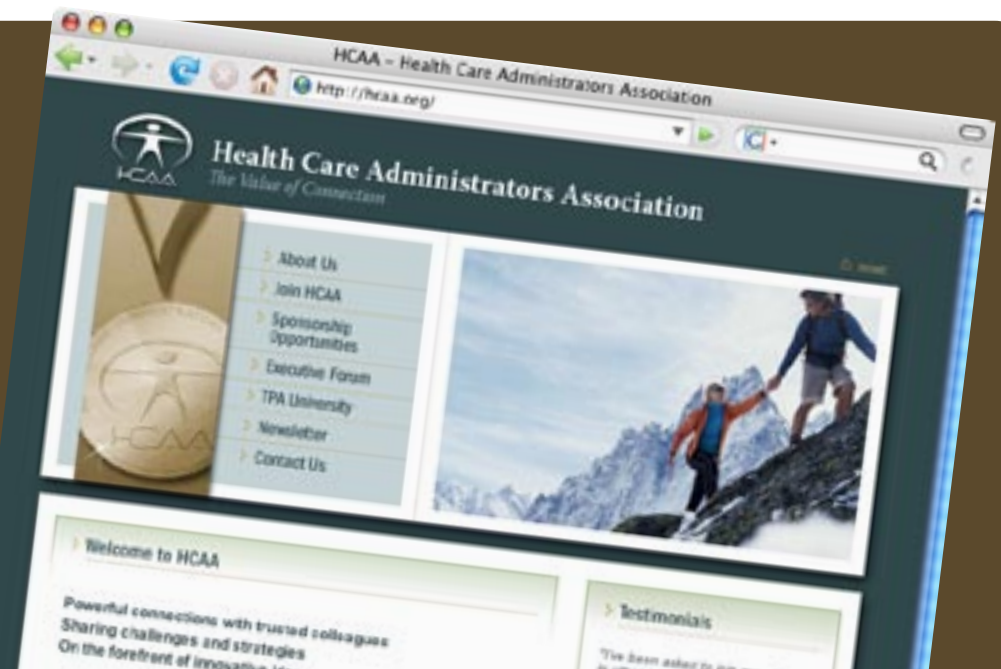 HCAA – Health Care Administrators Association
http://hcaa.org/
HCAA
Health Care Administrators Association
The Value of Connection
HOME
About Us
Join HCAA
Sponsorship
Opportunities
Executive Forum
TPA University
Newsletter
Contact Us
HCAA
Welcome to HCAA
Powerful connections with trusted colleagues
Sharing challenges and strategies
On the forefront of innovative
Testimonials
"I've been asked to